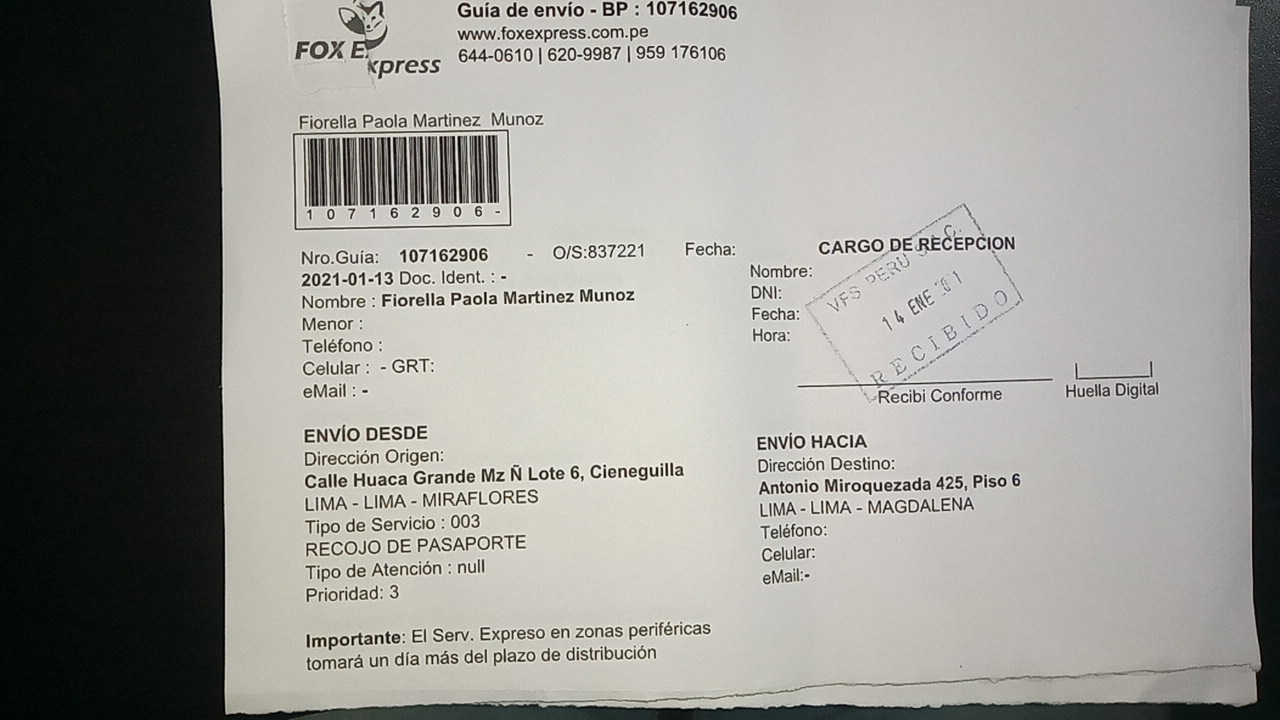 FOX Express
Guía de envío - BP : 107162906
www.foxexpress.com.pe
644-0610 | 620-9987 | 959 176106
Fiorella Paola Martinez Munoz
107162906-
Nro.Guía: 107162906 - O/S:837221 Fecha:
2021-01-13 Doc. Ident. : -
Nombre : Fiorella Paola Martinez Munoz
Menor :
Teléfono :
Celular : - GRT:
eMail : -
CARGO DE RECEPCION
Nombre:
DNI:
Fecha:
Hora:
VFS PERU S.A.C.
14 ENE
RECIBIDO
Recibi Conforme
Huella Digital
ENVÍO DESDE
Dirección Origen:
Calle Huaca Grande Mz Ñ Lote 6, Cieneguilla
LIMA - LIMA - MIRAFLORES
Tipo de Servicio : 003
RECOJO DE PASAPORTE
Tipo de Atención : null
Prioridad: 3
ENVÍO HACIA
Dirección Destino:
Antonio Miroquezada 425, Piso 6
LIMA - LIMA - MAGDALENA
Teléfono:
Celular:
eMail:-
Importante: El Serv. Expreso en zonas periféricas
tomará un día más del plazo de distribución